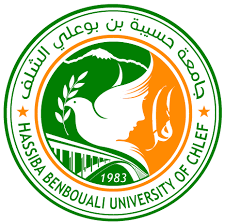 جامعة حسيبة بن بوعلي الشلف
HASSIBA BENBOUALI UNIVERSITY OF CHLEF
1983